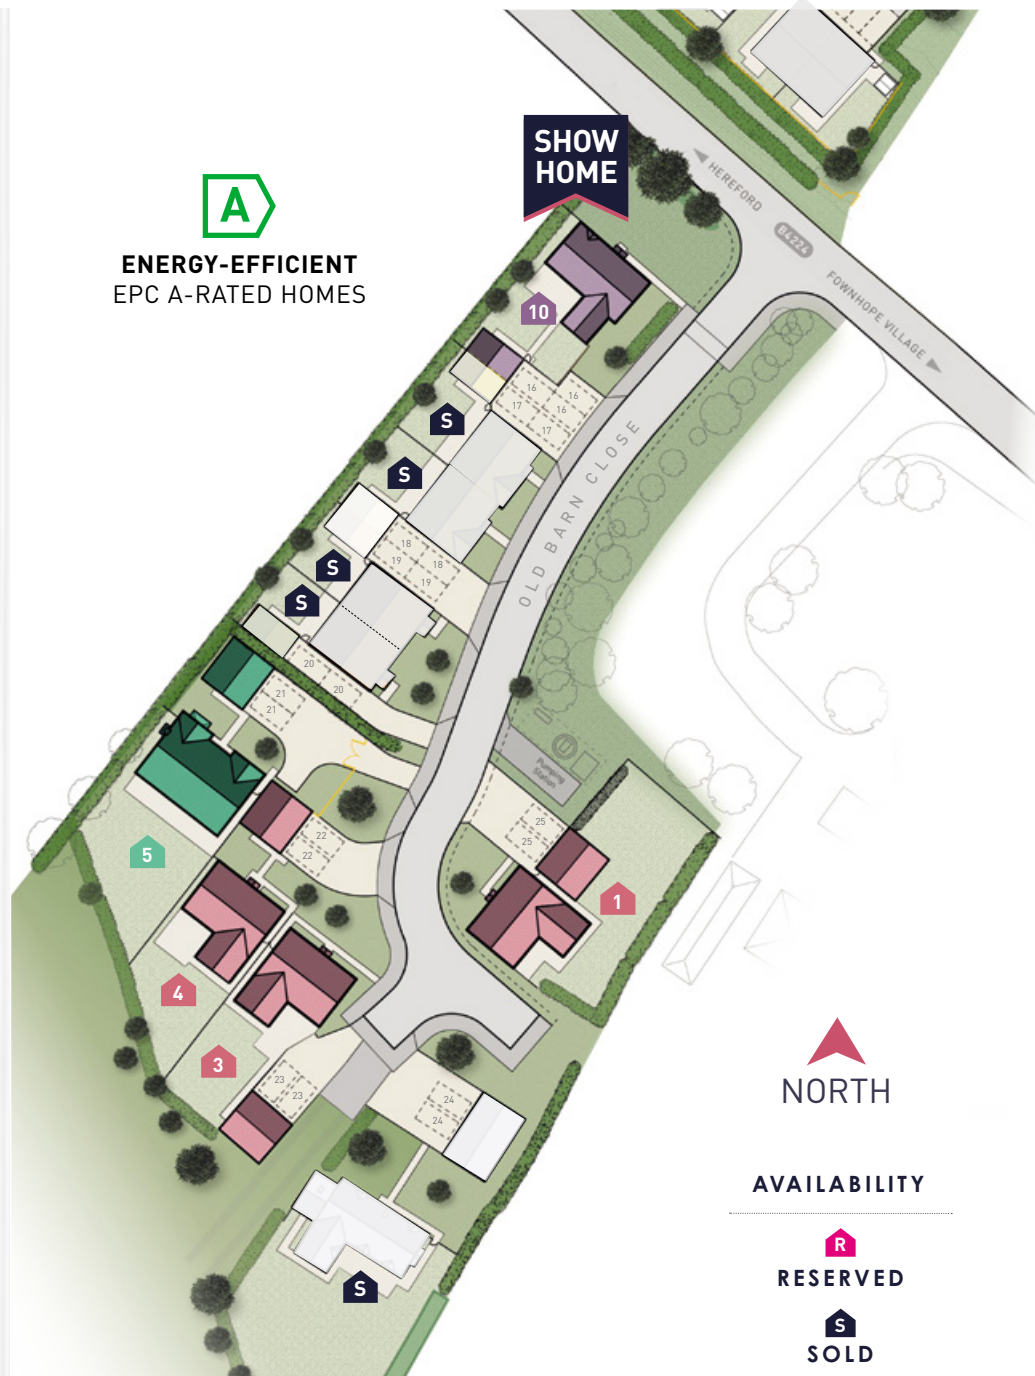 SHOW
HOME
A
ENERGY-EFFICIENT
EPC A-RATED HOMES
HEREFORD
B4224
FOWNHOPE VILLAGE
10
16
16
17
16
17
S
OLD BARN CLOSE
S
18
18
19
19
S
S
20
20
21
21
Pumping
Station
25
25
22
22
5
1
4
3
23
23
24
24
S
NORTH
AVAILABILITY
R
RESERVED
S
SOLD